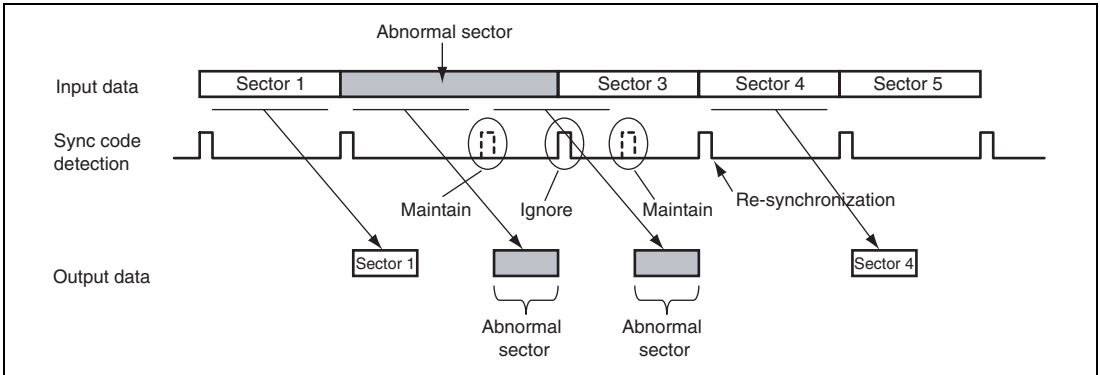 Abnormal sector
Input data
Sector 1
Sector 3
Sector 4
Sector 5
Sync code
detection
Maintain
Ignore
Maintain
Re-synchronization
Output data
Sector 1
Sector 4
Abnormal
sector
Abnormal
sector